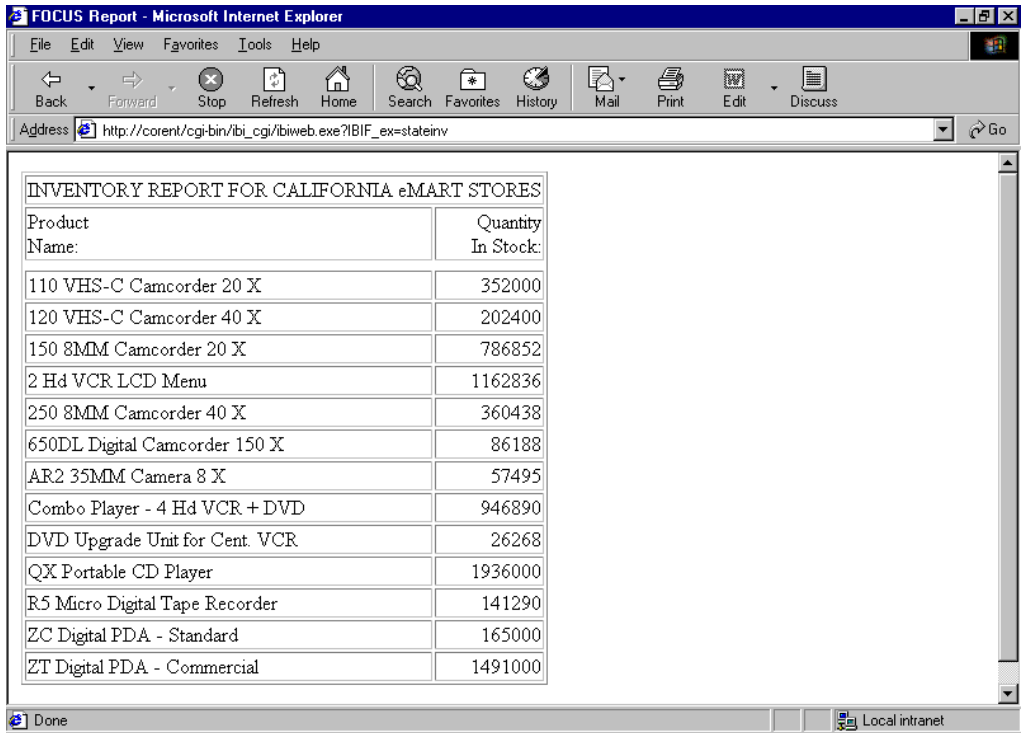 FOCUS Report - Microsoft Internet Explorer
File Edit View Favorites Tools Help
Back Forward Stop Refresh Home Search Favorites History Mail Print Edit Discuss
Address http://corent/cgi-bin/ibi_cgi/ibiweb.exe?IBIF_ex=stateinv Go
INVENTORY REPORT FOR CALIFORNIA eMART STORES
Product Quantity
Name: In Stock:
110 VHS-C Camcorder 20 X 352000
120 VHS-C Camcorder 40 X 202400
150 8MM Camcorder 20 X 786852
2 Hd VCR LCD Menu 1162836
250 8MM Camcorder 40 X 360438
650DL Digital Camcorder 150 X 86188
AR2 35MM Camera 8 X 57495
Combo Player - 4 Hd VCR + DVD 946890
DVD Upgrade Unit for Cent. VCR 26268
QX Portable CD Player 1936000
R5 Micro Digital Tape Recorder 141290
ZC Digital PDA - Standard 165000
ZT Digital PDA - Commercial 1491000
Done Local intranet